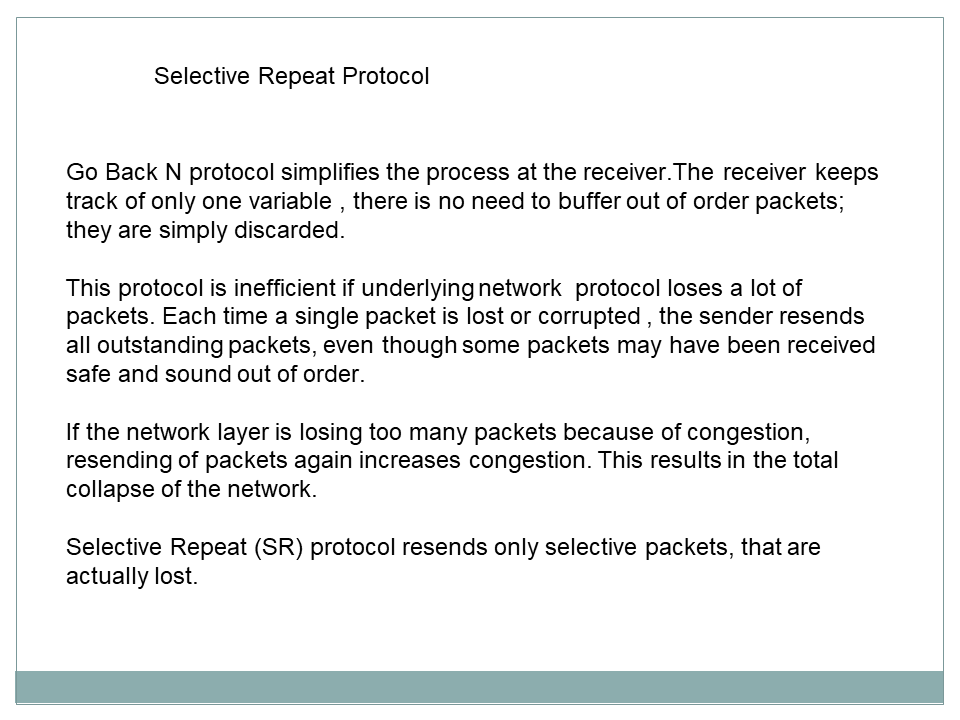 Selective Repeat Protocol
Go Back N protocol simplifies the process at the receiver.The receiver keeps
track of only one variable , there is no need to buffer out of order packets;
they are simply discarded.
This protocol is inefficient if underlying network  protocol loses a lot of
packets. Each time a single packet is lost or corrupted , the sender resends
all outstanding packets, even though some packets may have been received
safe and sound out of order.
If the network layer is losing too many packets because of congestion,
resending of packets again increases congestion. This results in the total
collapse of the network.
Selective Repeat (SR) protocol resends only selective packets, that are
actually lost.